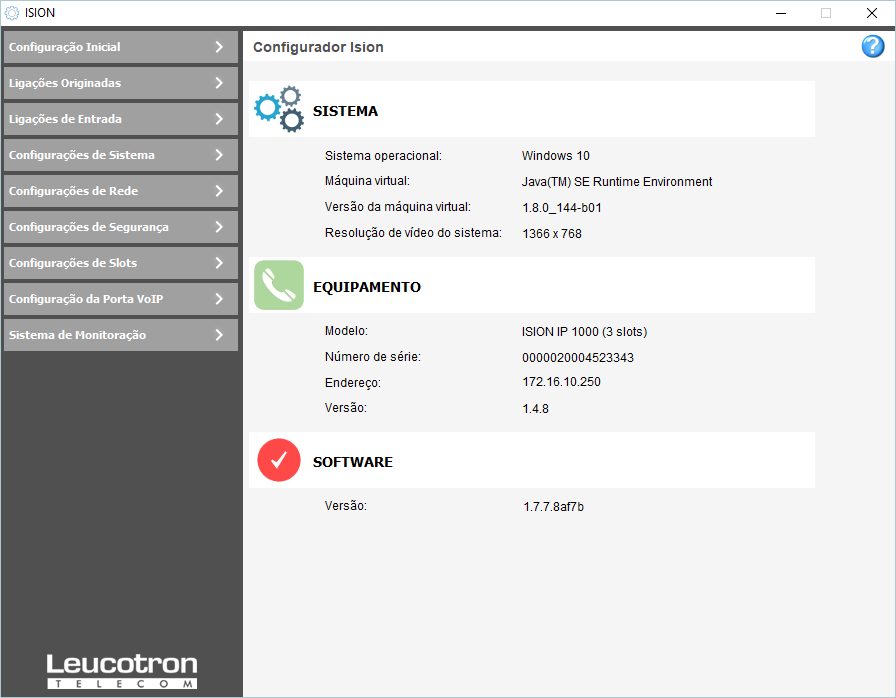 ISION
Configuração Inicial
Ligações Originadas
Ligações de Entrada
Configurações de Sistema
Configurações de Rede
Configurações de Segurança
Configurações de Slots
Configuração da Porta VoIP
Sistema de Monitoração
Leucotron
TELECOM
Configurador Ision
?
SISTEMA
Sistema operacional: Windows 10
Máquina virtual: Java(TM) SE Runtime Environment
Versão da máquina virtual: 1.8.0_144-b01
Resolução de vídeo do sistema: 1366 x 768
EQUIPAMENTO
Modelo: ISION IP 1000 (3 slots)
Número de série: 0000020004523343
Endereço: 172.16.10.250
Versão: 1.4.8
SOFTWARE
Versão: 1.7.7.8af7b